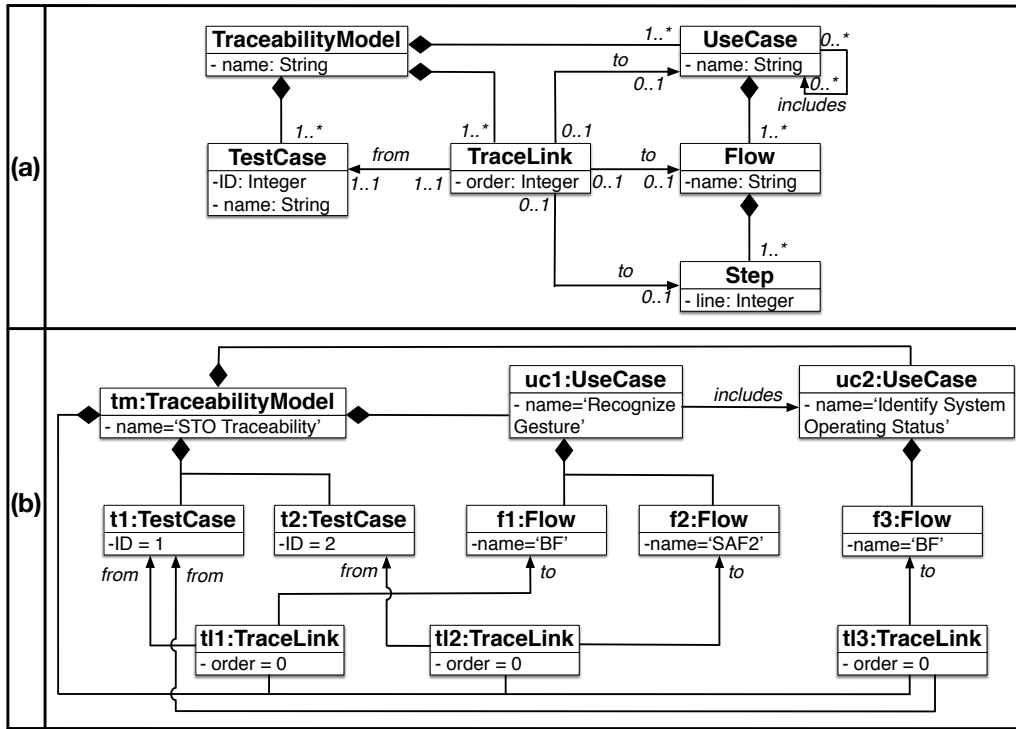 (a)
TraceabilityModel
- name: String
1..*
UseCase
- name: String
0..*
0..*
includes
to
0..1
1..*
1..*
0..1
1..*
TestCase
-ID: Integer
- name: String
from
1..1
1..1
TraceLink
- order: Integer
0..1
to
0..1
0..1
Flow
-name: String
1..*
to
0..1
Step
- line: Integer
(b)
tm:TraceabilityModel
- name=‘STO Traceability’
uc1:UseCase
- name=‘Recognize
Gesture’
includes
uc2:UseCase
- name=‘Identify System
Operating Status’
t1:TestCase
-ID = 1
t2:TestCase
-ID = 2
f1:Flow
-name=‘BF’
f2:Flow
-name=‘SAF2’
f3:Flow
-name=‘BF’
from
from
from
to
to
to
tl1:TraceLink
- order = 0
tl2:TraceLink
- order = 0
tl3:TraceLink
- order = 0